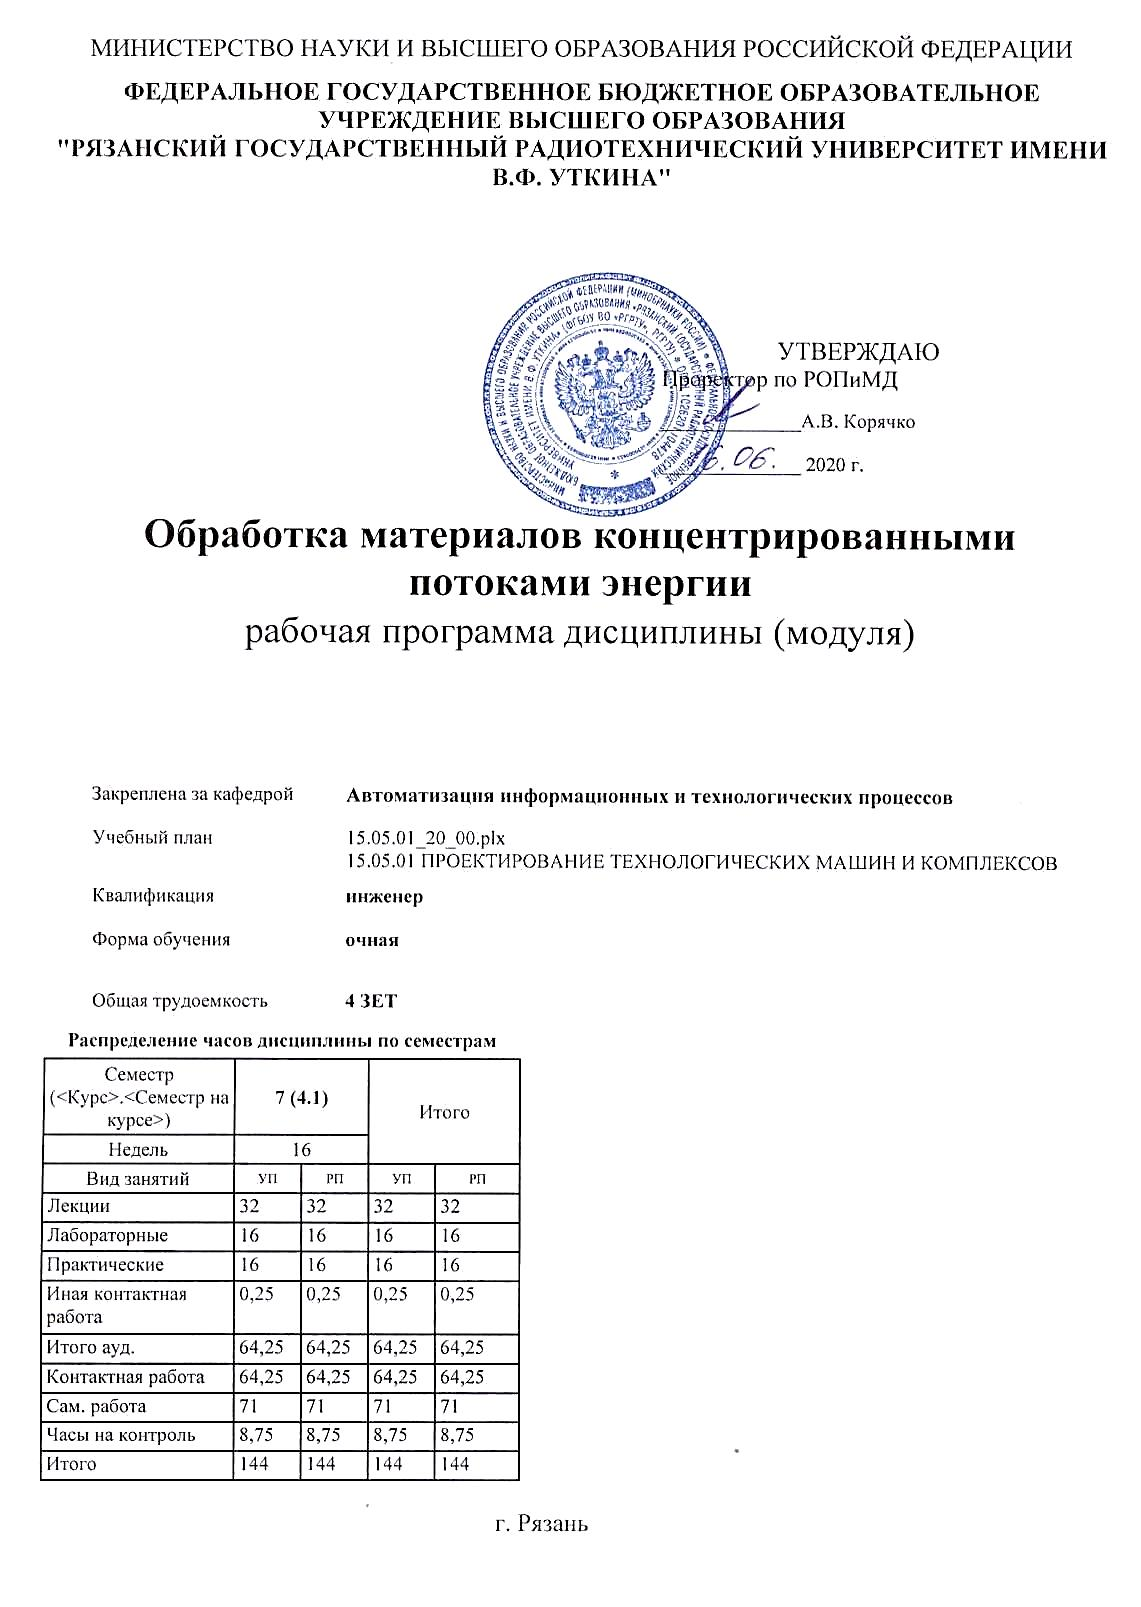 МИНИСТЕРСТВО НАУКИ И ВЫСШЕГО ОБРАЗОВАНИЯ РОССИЙСКОЙ ФЕДЕРАЦИИ
ФЕДЕРАЛЬНОЕ ГОСУДАРСТВЕННОЕ БЮДЖЕТНОЕ ОБРАЗОВАТЕЛЬНОЕ
УЧРЕЖДЕНИЕ ВЫСШЕГО ОБРАЗОВАНИЯ
"РЯЗАНСКИЙ ГОСУДАРСТВЕННЫЙ РАДИОТЕХНИЧЕСКИЙ УНИВЕРСИТЕТ ИМЕНИ
В.Ф. УТКИНА"
УТВЕРЖДАЮ
Проректор по РОПиМД
А.В. Корячко
.06. 2020 г.
Обработка материалов концентрированными
потоками энергии
рабочая программа дисциплины (модуля)
Закреплена за кафедрой Автоматизация информационных и технологических процессов
Учебный план 15.05.01_20_00.plx
15.05.01 ПРОЕКТИРОВАНИЕ ТЕХНОЛОГИЧЕСКИХ МАШИН И КОМПЛЕКСОВ
Квалификация инженер
Форма обучения очная
Общая трудоемкость 4 ЗЕТ
Распределение часов дисциплины по семестрам
Семестр
(<Курс>.<Семестр на
курсе>) 7 (4.1) Итого
Недель 16
Вид занятий УП РП УП РП
Лекции 32 32 32 32
Лабораторные 16 16 16 16
Практические 16 16 16 16
Иная контактная
работа 0,25 0,25 0,25 0,25
Итого ауд. 64,25 64,25 64,25 64,25
Контактная работа 64,25 64,25 64,25 64,25
Сам. работа 71 71 71 71
Часы на контроль 8,75 8,75 8,75 8,75
Итого 144 144 144 144
г. Рязань